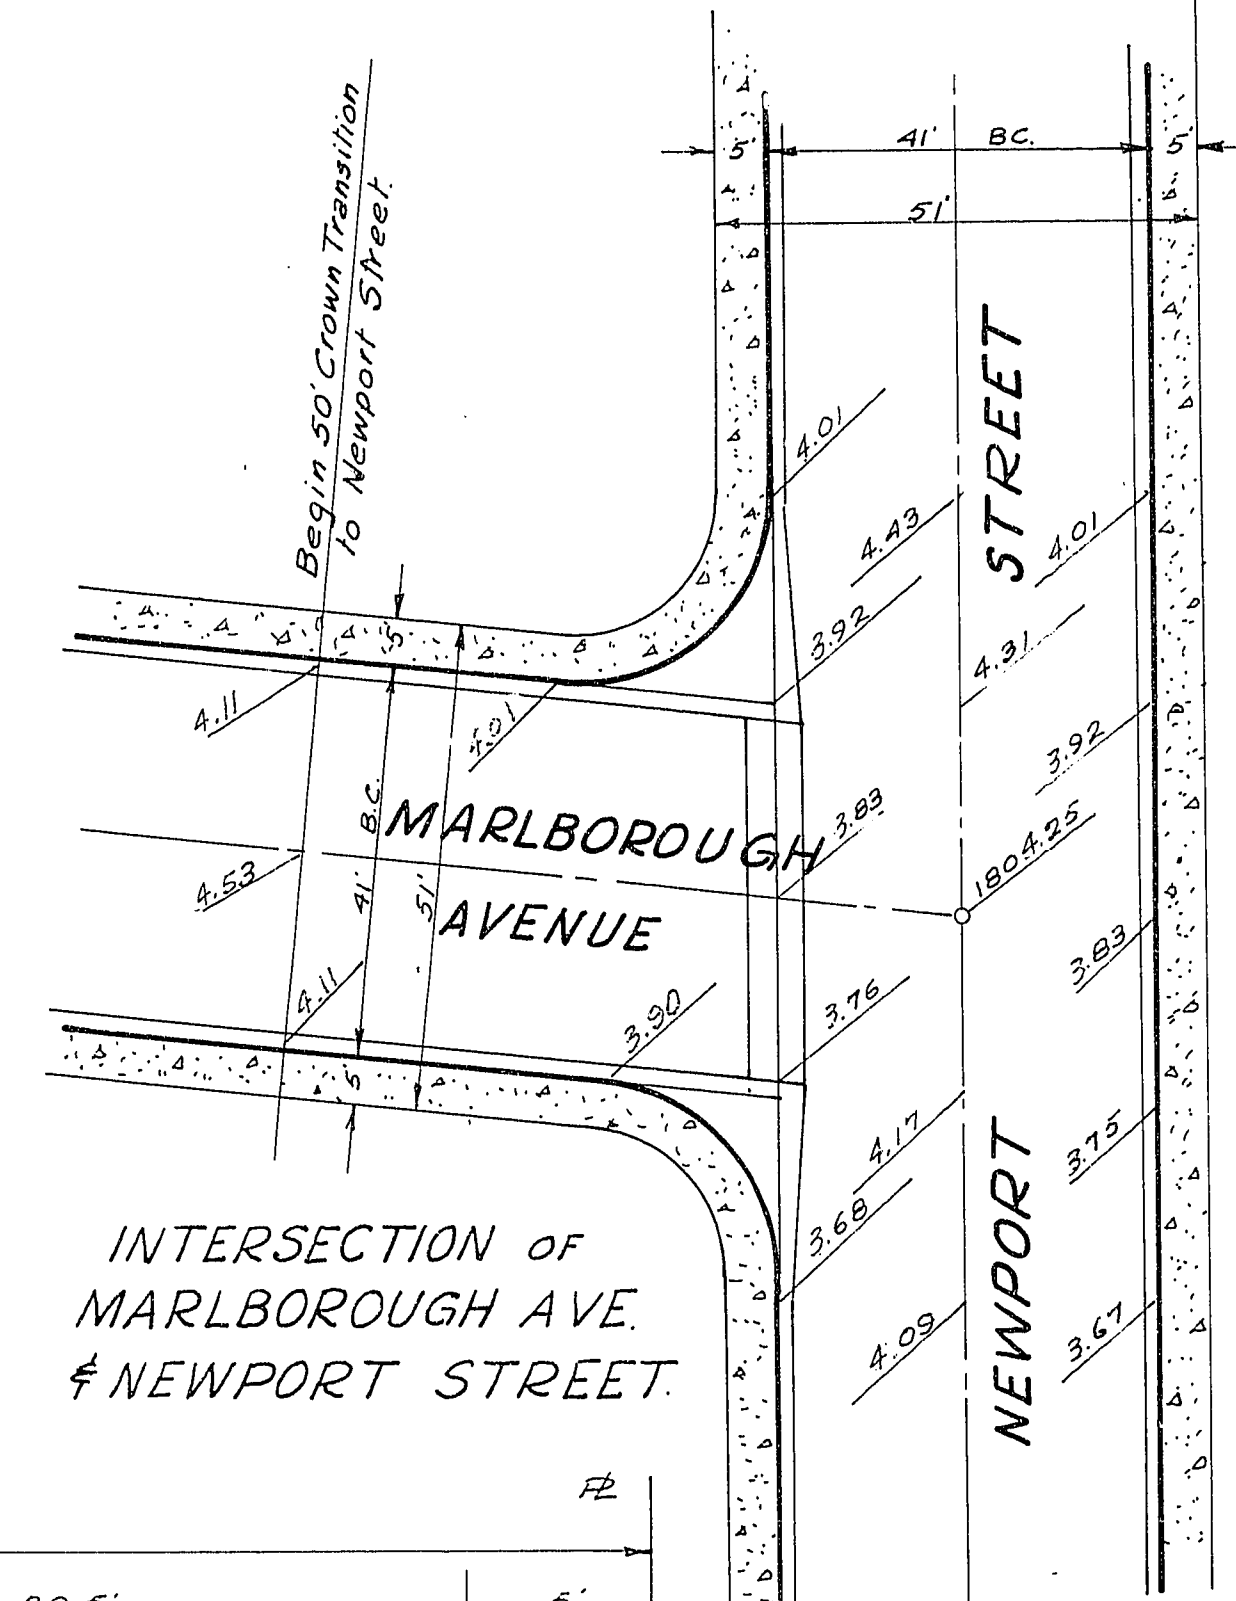 Begin 50' Crown Transition
to Newport Street.
5'
41' B.C.
5'
51'
STREET
4.01
4.43
4.01
3.92
4.31
4.11
5'
4.01
3.92
B.C.
41'
51'
MARLBOROUGH
AVENUE
3.83
1804.25
4.53
3.83
4.11
3.90
3.76
5'
4.17
3.75
3.68
NEWPORT
4.09
3.67
INTERSECTION OF
MARLBOROUGH AVE.
& NEWPORT STREET.
5'